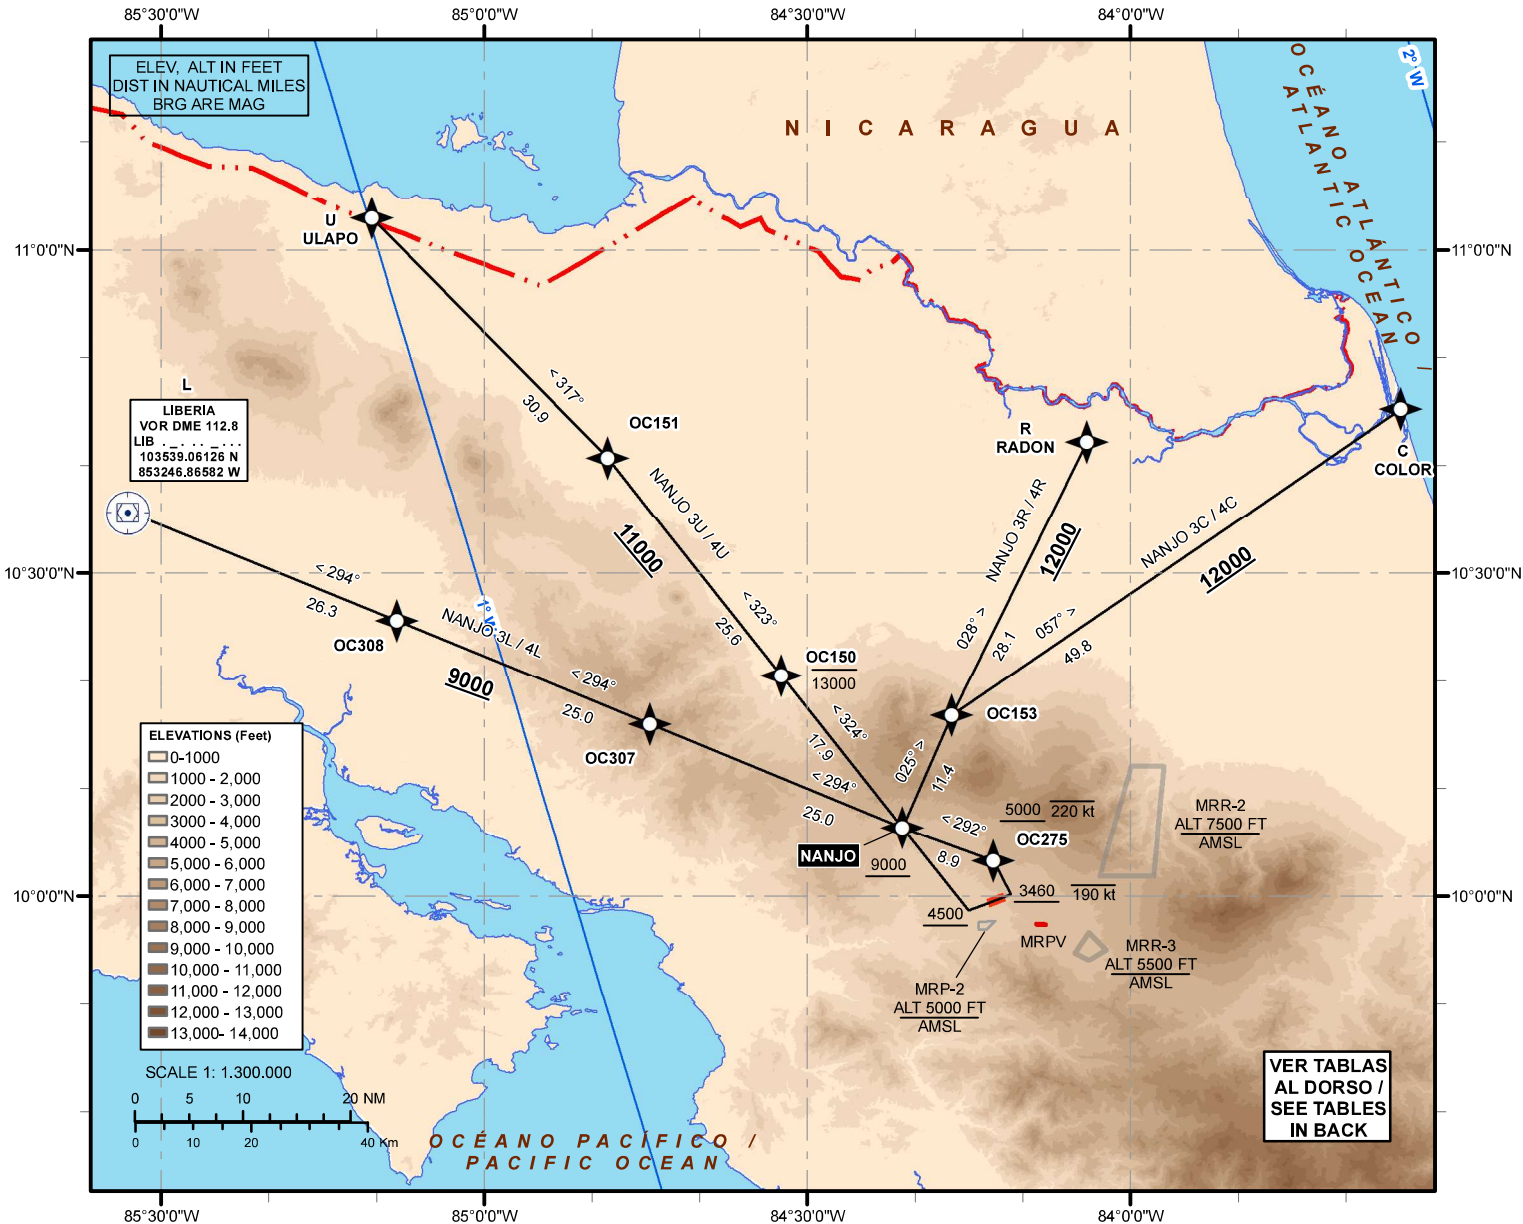 85°30'0"W
85°0'0"W
84°30'0"W
84°0'0"W
ELEV, ALT IN FEET
DIST IN NAUTICAL MILES
BRG ARE MAG
2° W
OCÉANO ATLÁNTICO /
ATLANTIC OCEAN
NICARAGUA
U
ULAPO
11°0'0"N
11°0'0"N
L
LIBERIA
VOR DME 112.8
LIB ._. .. _...
103539.06126 N
853246.86582 W
< 317°
30.9
OC151
R
RADON
C
COLOR
NANJO 3U / 4U
11000
NANJO 3R / 4R
12000
NANJO 3C / 4C
12000
10°30'0"N
10°30'0"N
< 294°
26.3
OC308
1° W
NANJO 3L / 4L
9000
< 323°
25.6
028° >
28.1
057° >
49.8
OC150
13000
< 294°
25.0
OC307
OC153
< 324°
17.9
025° >
11.4
< 294°
25.0
5000
220 kt
< 292°
8.9
OC275
NANJO
9000
MRR-2
ALT 7500 FT
AMSL
10°0'0"N
10°0'0"N
3460
190 kt
4500
MRPV
MRR-3
ALT 5500 FT
AMSL
MRP-2
ALT 5000 FT
AMSL
ELEVATIONS (Feet)
0-1000
1000 - 2,000
2000 - 3,000
3000 - 4,000
4000 - 5,000
5,000 - 6,000
6,000 - 7,000
7,000 - 8,000
8,000 - 9,000
9,000 - 10,000
10,000 - 11,000
11,000 - 12,000
12,000 - 13,000
13,000- 14,000
SCALE 1: 1.300.000
0 5 10 20 NM
0 10 20 40 Km
OCÉANO PACÍFICO /
PACIFIC OCEAN
VER TABLAS
AL DORSO /
SEE TABLES
IN BACK
85°30'0"W
85°0'0"W
84°30'0"W
84°0'0"W